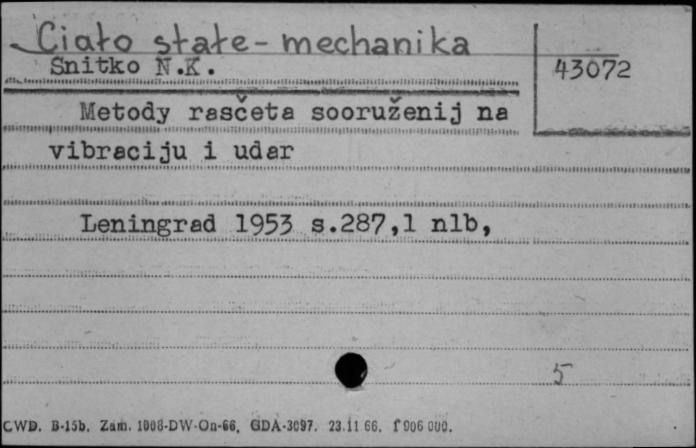 Ciało stałe - mechanika
Snitko N.K.
43072
Metody rasčeta sooruženij na
vibraciju i udar
Leningrad 1953 s.287,1 nlb,
5
CWD. B-15b. Zam. 1008-DW-On-66. GDA-3097. 23.11 66. f 906 000.